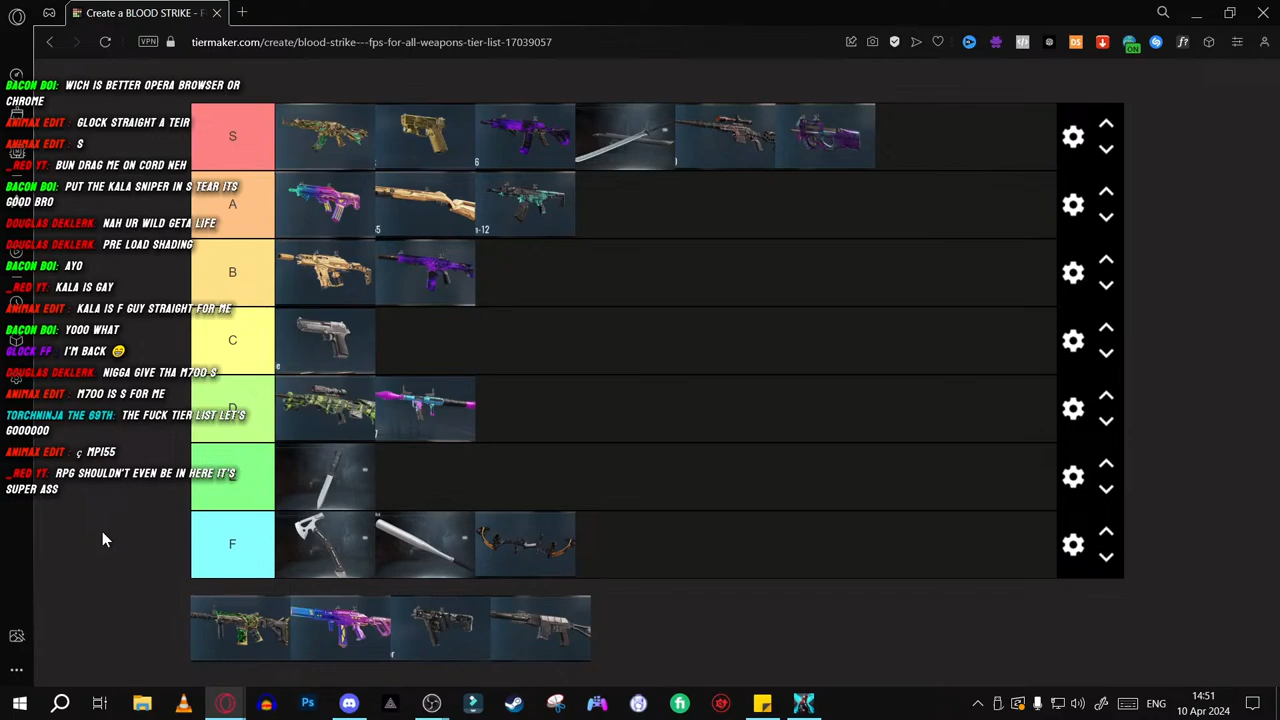 Create a BLOOD STRIKE - F
VPN
tiermaker.com/create/blood-strike---fps-for-all-weapons-tier-list-17039057
ON
BACON BOI: WICH IS BETTER OPERA BROWSER OR
CHROME
ANIMAX EDIT : GLOCK STRAIGHT A TEIR
ANIMAX EDIT : S
_RED YT: BUN DRAG ME ON CORD NEH
BACON BOI: PUT THE KALA SNIPER IN S TEAR ITS
GOOD BRO
DOUGLAS DEKLERK: NAH UR WILD GETA LIFE
DOUGLAS DEKLERK: PRE LOAD SHADING
BACON BOI: AYO
_RED YT: KALA IS GAY
ANIMAX EDIT : KALA IS F GUY STRAIGHT FOR ME
BACON BOI: YOOO WHAT
GLOCK FF : I'M BACK 😅
DOUGLAS DEKLERK: NIGGA GIVE THA M700 S
ANIMAX EDIT : M700 IS S FOR ME
TORCHNINJA THE 69TH: THE FUCK TIER LIST LET'S
GOOOOOO
ANIMAX EDIT : ç MP155
_RED YT: RPG SHOULDN'T EVEN BE IN HERE IT'S
SUPER ASS
S
6
A
55
n-12
B
C
e
D
F
ENG
14:51
10 Apr 2024